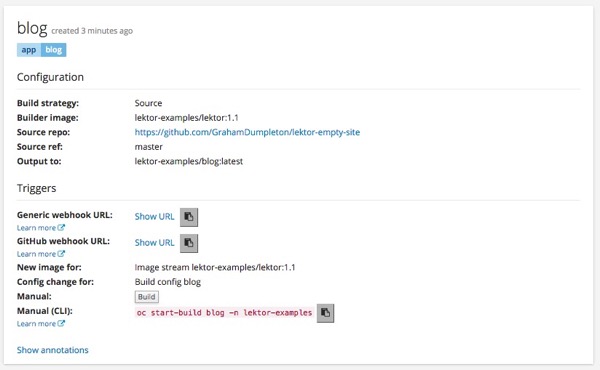 blog created 3 minutes ago
app blog
Configuration
Build strategy: Source
Builder image: lektor-examples/lektor:1.1
Source repo: https://github.com/GrahamDumpleton/lektor-empty-site
Source ref: master
Output to: lektor-examples/blog:latest
Triggers
Generic webhook URL: Show URL
Learn more
GitHub webhook URL: Show URL
Learn more
New image for: Image stream lektor-examples/lektor:1.1
Config change for: Build config blog
Manual: Build
Manual (CLI): oc start-build blog -n lektor-examples
Learn more
Show annotations